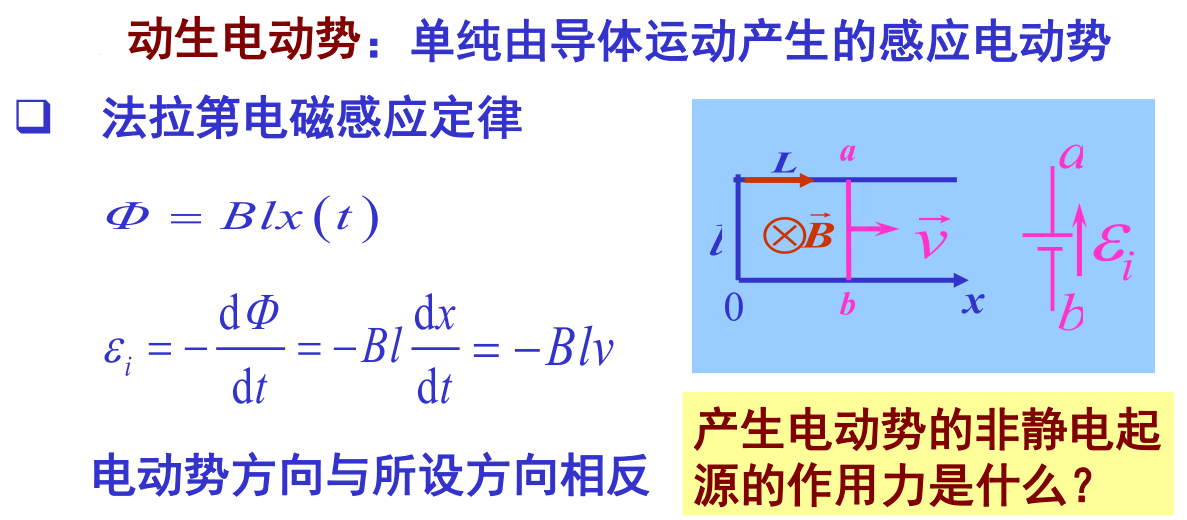 动生电动势：单纯由导体运动产生的感应电动势
❑ 法拉第电磁感应定律
Φ = Blx(t)
ε_i = −dΦ/dt = −Bl dx/dt = −Blv
电动势方向与所设方向相反
L
a
l
⊗B⃗
v⃗
0
b
x
a
ε_i
b
产生电动势的非静电起
源的作用力是什么？